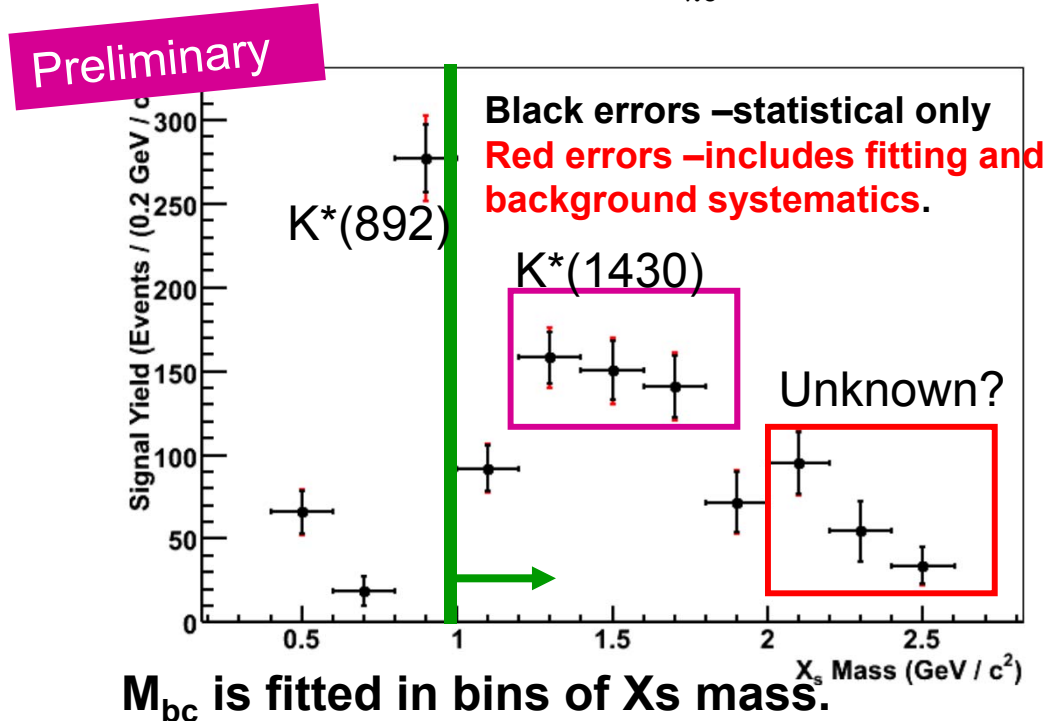 Preliminary
Black errors –statistical only
Red errors –includes fitting and
background systematics.
K*(892)
K*(1430)
Unknown?
Signal Yield (Events / (0.2 GeV / c
300
250
200
150
100
50
0
0.5
1
1.5
2
2.5
X_s Mass (GeV / c²)
M_bc is fitted in bins of Xs mass.